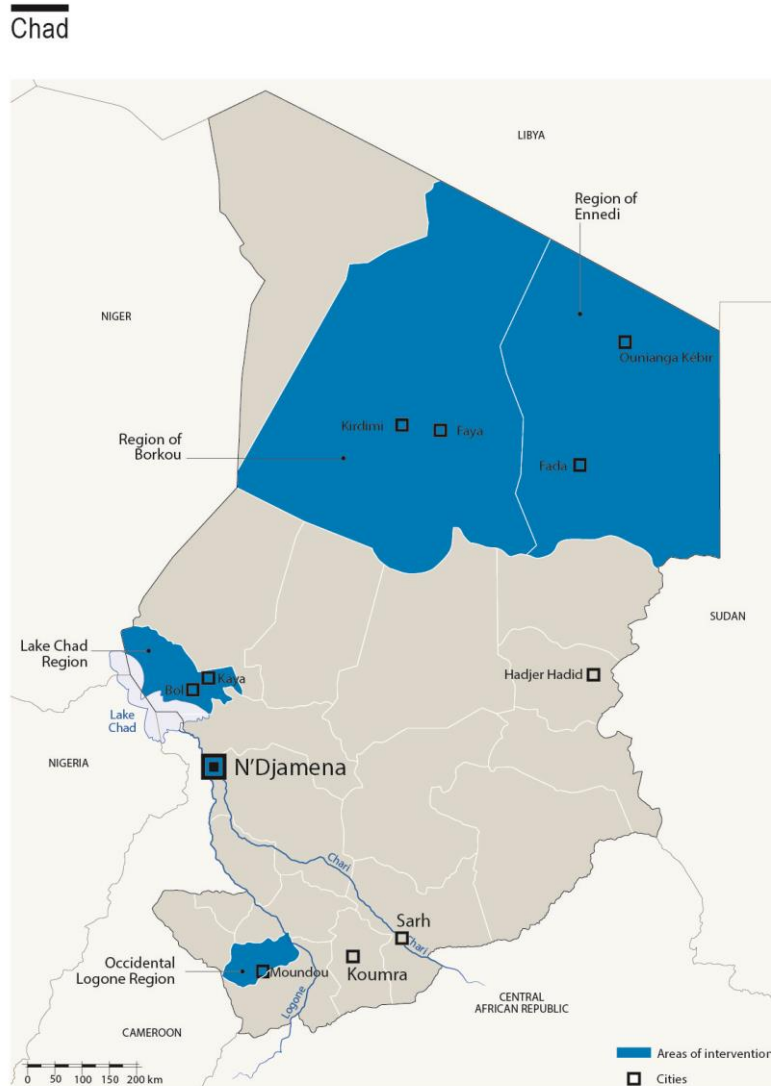 Chad
LIBYA
Region of
Ennedi
NIGER
Ounianga Kébir
Kirdimi
Faya
Region of
Borkou
Fada
SUDAN
Lake Chad
Region
Kaya
Bol
Hadjer Hadid
Lake
Chad
NIGERIA
N'Djamena
Chari
Sarh
Chari
Occidental
Logone Region
Moundou
Koumra
Logone
CENTRAL
AFRICAN REPUBLIC
CAMEROON
Areas of intervention
0 50 100 150 200 km
Cities